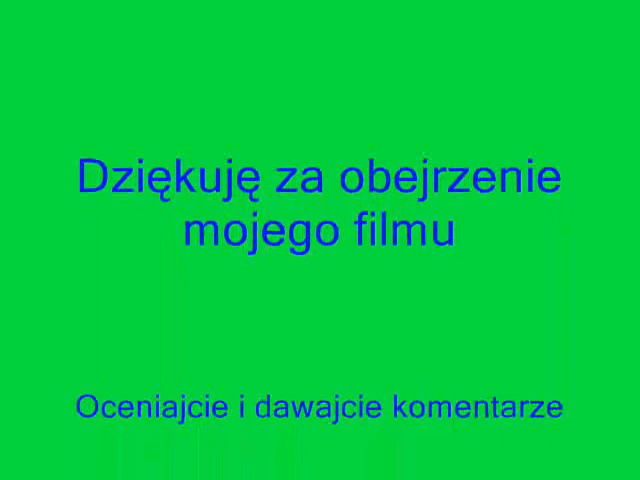 Dziękuję za obejrzenie
mojego filmu
Oceniajcie i dawajcie komentarze